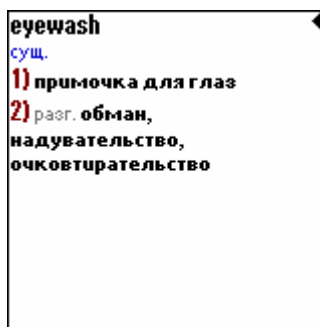 eyewash
сущ.
1) примочка для глаз
2) разг. обман,
надувательство,
очковтирательство